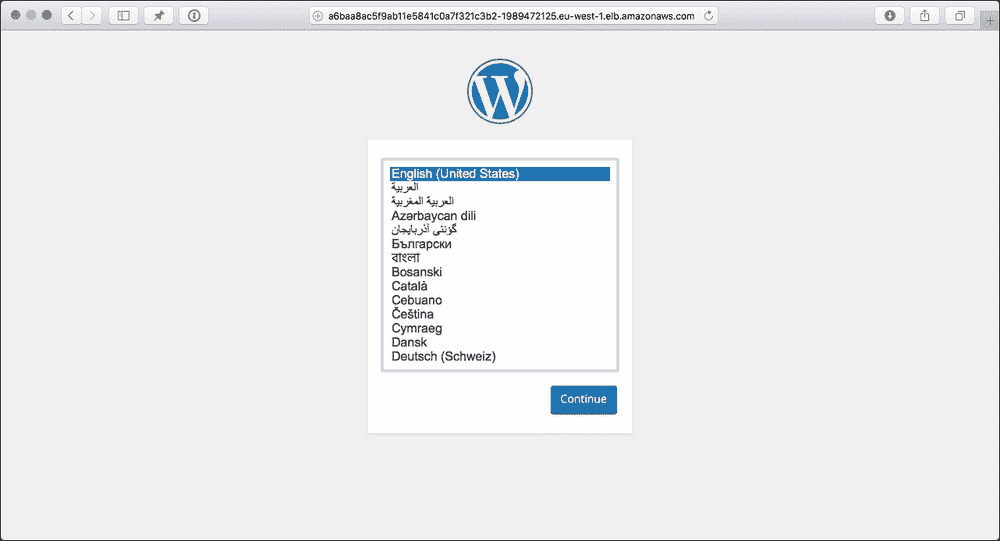 a6baa8ac5f9ab11e5841c0a7f321c3b2-1989472125.eu-west-1.elb.amazonaws.com
English (United States)
العربية
العربية المغربية
Azərbaycan dili
گؤنئی آذربایجان
Български
বাংলা
Bosanski
Català
Cebuano
Čeština
Cymraeg
Dansk
Deutsch (Schweiz)
Continue